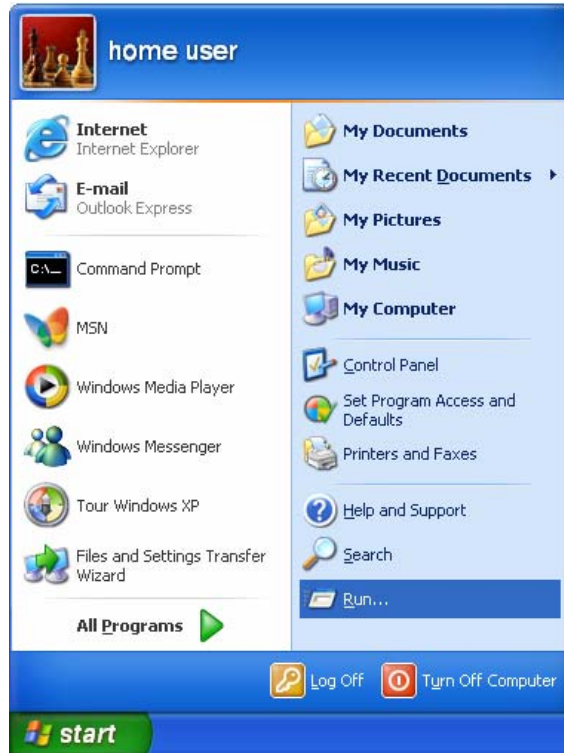 home user
Internet
Internet Explorer
E-mail
Outlook Express
C:\_
Command Prompt
MSN
Windows Media Player
Windows Messenger
Tour Windows XP
Files and Settings Transfer
Wizard
All Programs
My Documents
My Recent Documents
My Pictures
My Music
My Computer
Control Panel
Set Program Access and
Defaults
Printers and Faxes
Help and Support
Search
Run...
Log Off
Turn Off Computer
start